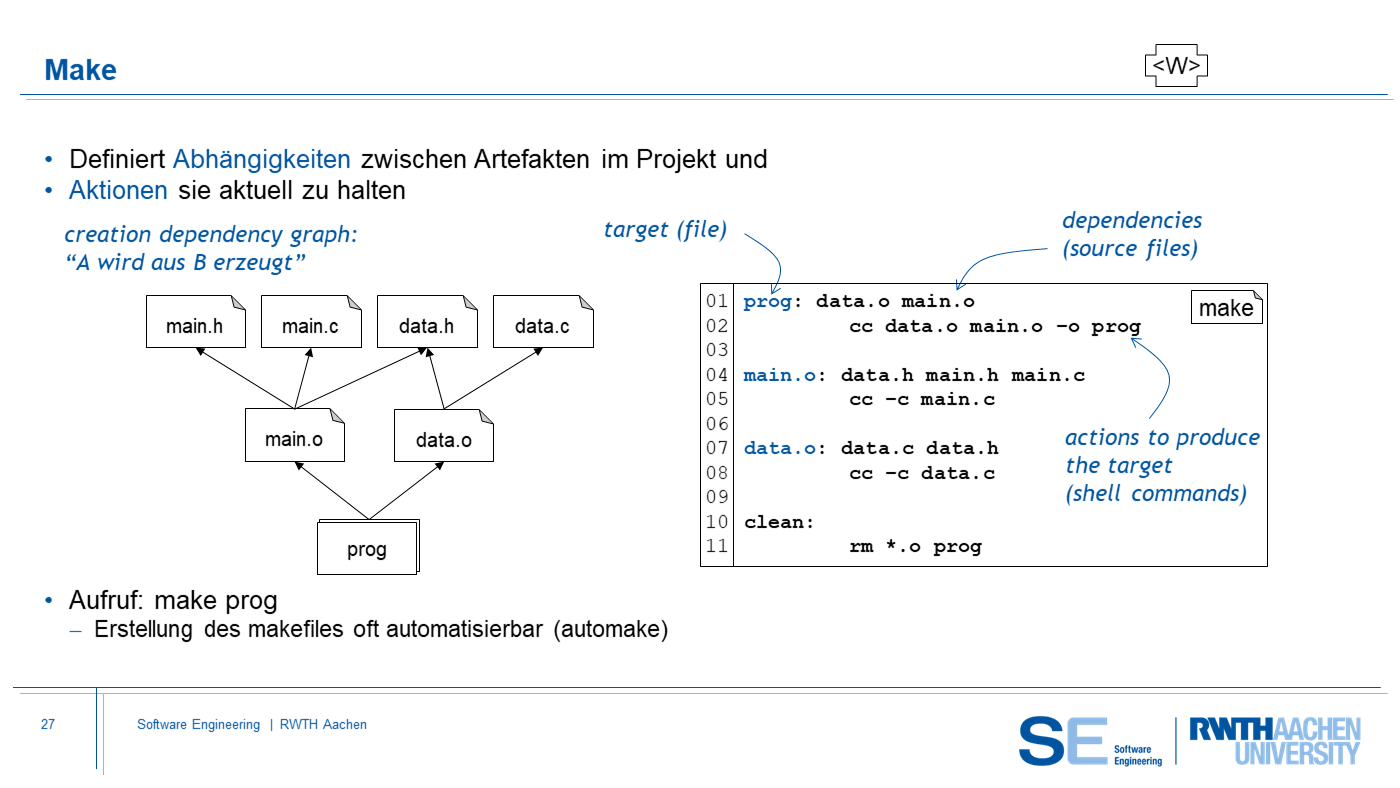 Make
<W>
• Definiert Abhängigkeiten zwischen Artefakten im Projekt und
• Aktionen sie aktuell zu halten
creation dependency graph:
“A wird aus B erzeugt”
main.h
main.c
data.h
data.c
main.o
data.o
prog
target (file)
dependencies
(source files)
make
01 prog: data.o main.o
02 cc data.o main.o –o prog
03
04 main.o: data.h main.h main.c
05 cc –c main.c
06
07 data.o: data.c data.h
08 cc –c data.c
09
10 clean:
11 rm *.o prog
actions to produce
the target
(shell commands)
• Aufruf: make prog
– Erstellung des makefiles oft automatisierbar (automake)
27
Software Engineering | RWTH Aachen
SE Software
Engineering
RWTHAACHEN
UNIVERSITY